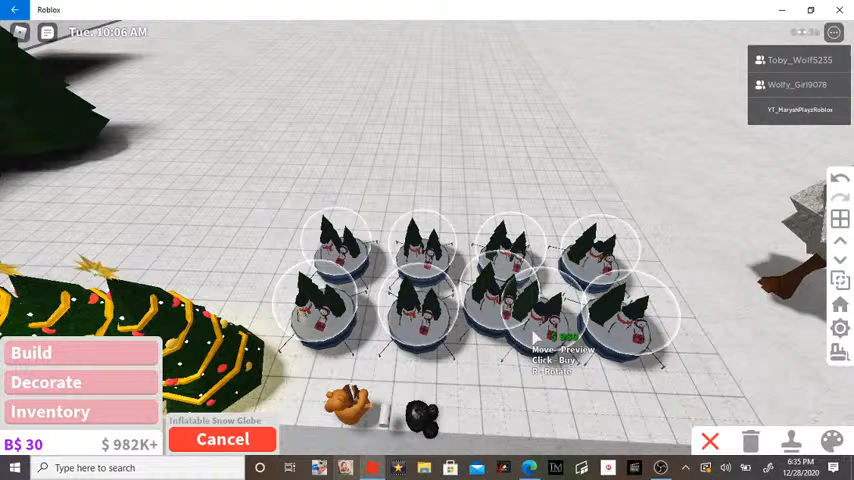 Roblox
Tue. 10:06 AM
Toby_Wolf5235
Wolfy_Girl9078
YT_MaryahPlayzRoblox
Move - Preview
Click - Buy
R - Rotate
Build
Decorate
Inventory
Inflatable Snow Globe
Cancel
B$ 30
$ 982K+
Type here to search
6:35 PM
12/28/2020